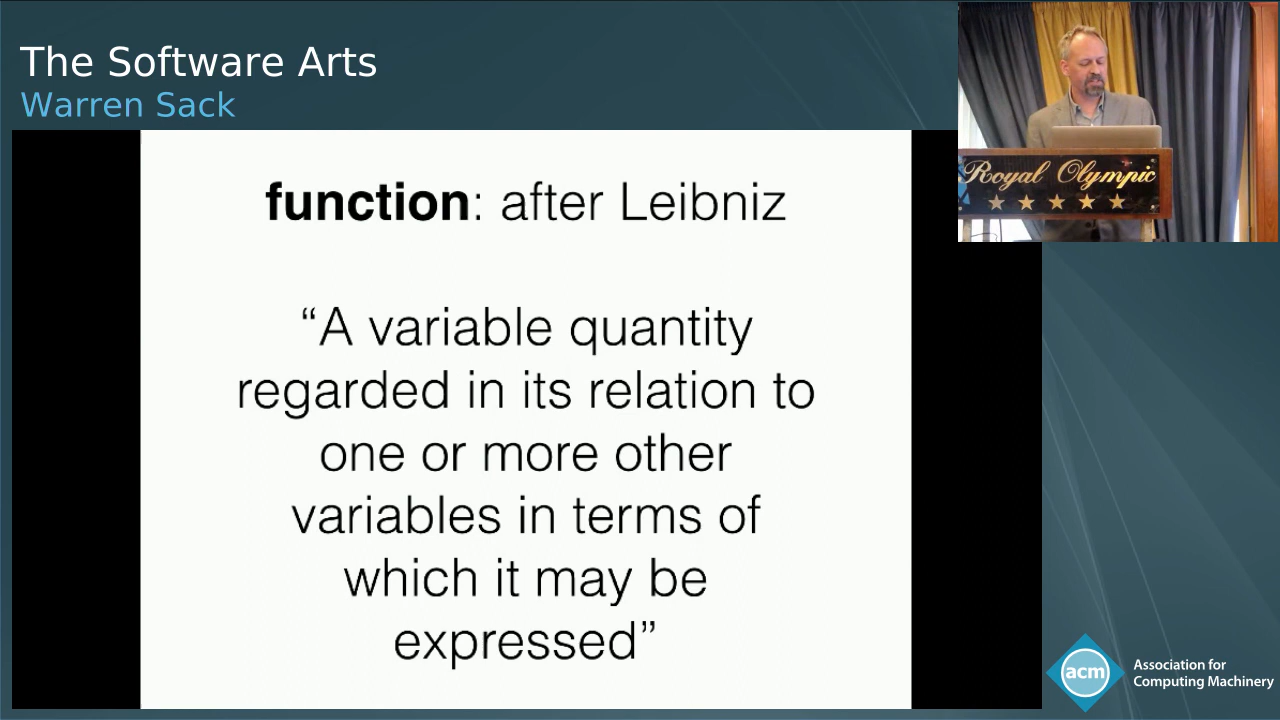 The Software Arts
Warren Sack
function: after Leibniz
“A variable quantity
regarded in its relation to
one or more other
variables in terms of
which it may be
expressed”
Royal Olympic
acm
Association for
Computing Machinery